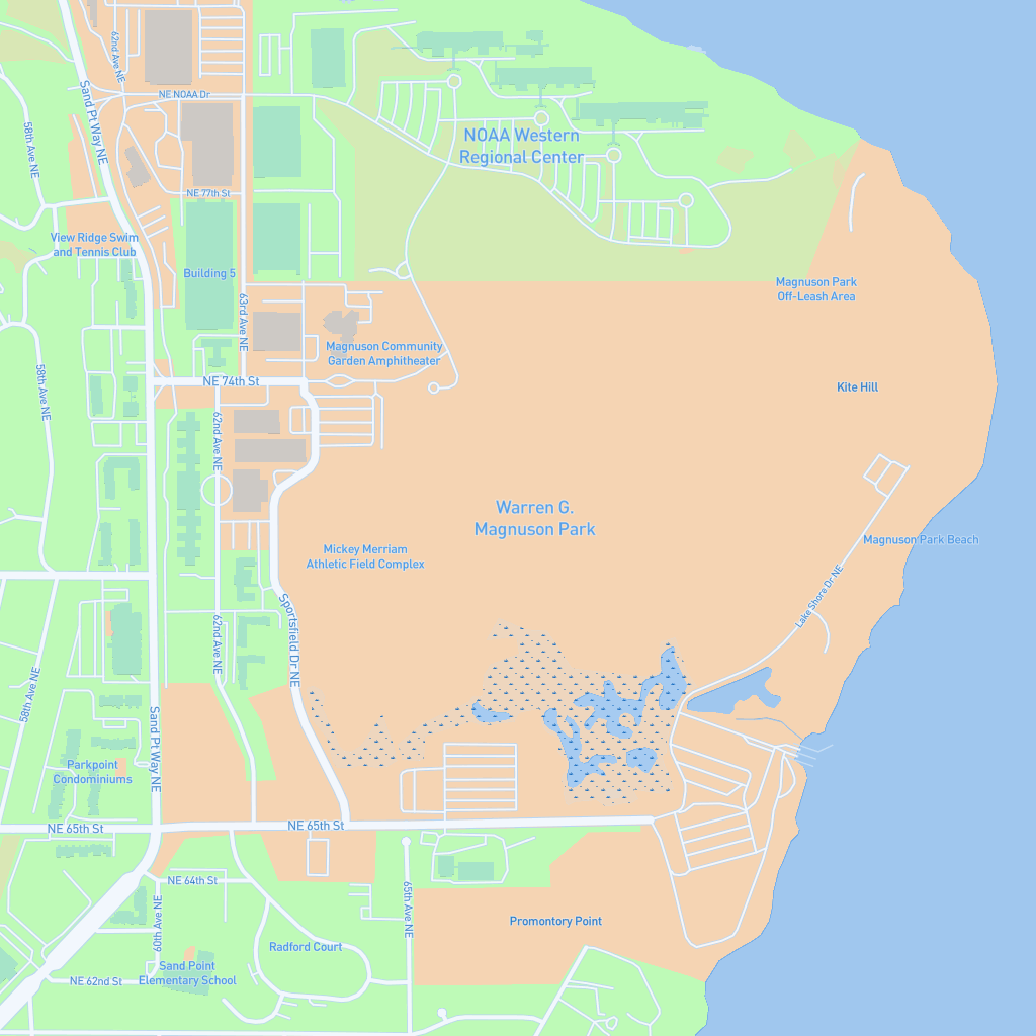 62nd Ave NE
Sand Pt Way NE
NE NOAA Dr
58th Ave NE
NOAA Western
Regional Center
NE 77th St
View Ridge Swim
and Tennis Club
Building 5
Magnuson Park
Off-Leash Area
63rd Ave NE
Magnuson Community
Garden Amphitheater
58th Ave NE
NE 74th St
Kite Hill
62nd Ave NE
Warren G.
Magnuson Park
Magnuson Park Beach
Mickey Merriam
Athletic Field Complex
Lake Shore Dr NE
Sportsfield Dr NE
62nd Ave NE
58th Ave NE
Sand Pt Way NE
Parkpoint
Condominiums
NE 65th St
NE 65th St
NE 64th St
65th Ave NE
60th Ave NE
Promontory Point
Radford Court
Sand Point
Elementary School
NE 62nd St